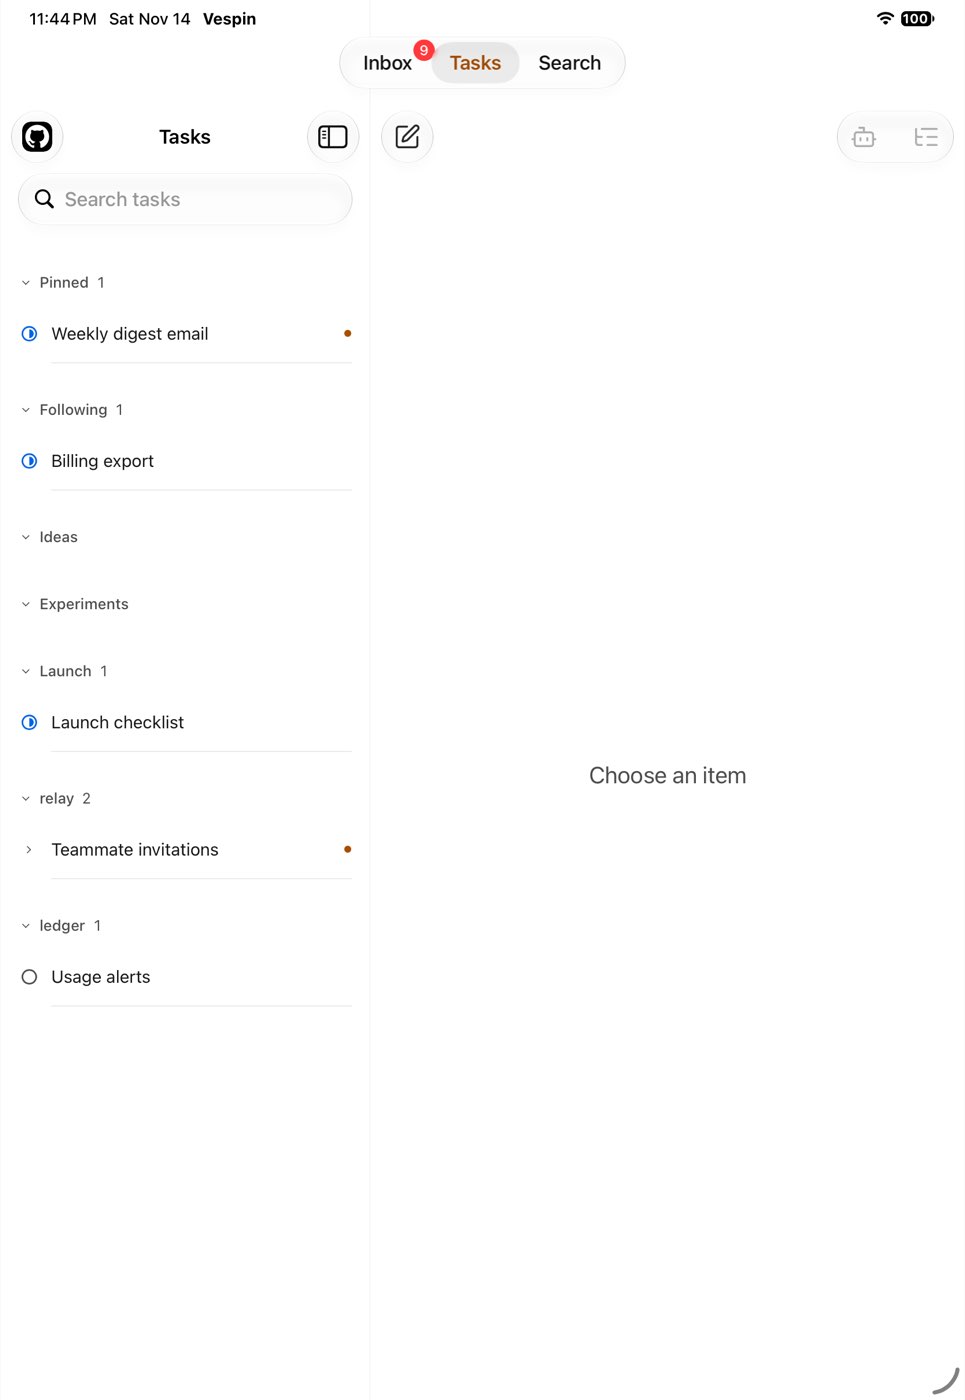 11:44 PM Sat Nov 14 Vespin
100
Inbox 9 Tasks Search
Tasks
Search tasks
Pinned 1
Weekly digest email
Following 1
Billing export
Ideas
Experiments
Launch 1
Launch checklist
relay 2
Teammate invitations
ledger 1
Usage alerts
Choose an item